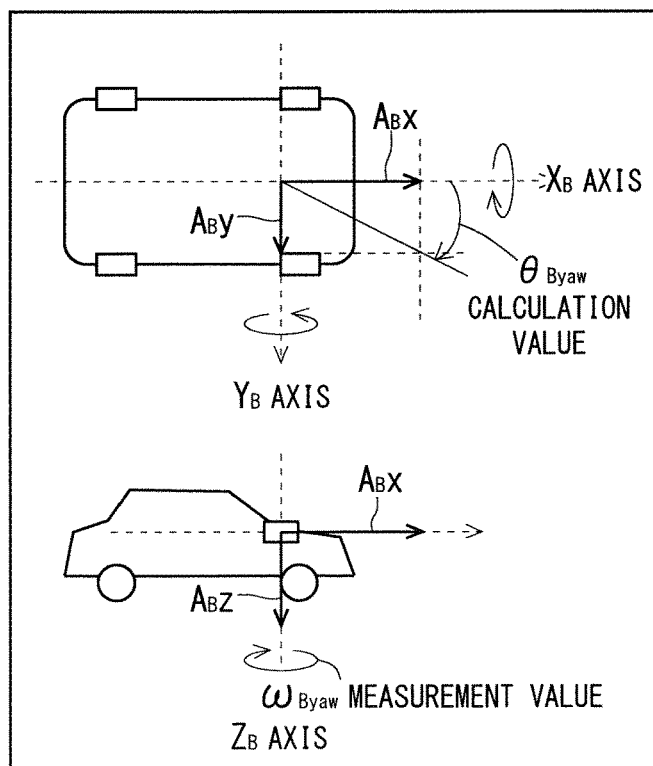 ABx
XB AXIS
ABy
θByaw
CALCULATION
VALUE
YB AXIS
ABx
ABz
ωByaw MEASUREMENT VALUE
ZB AXIS